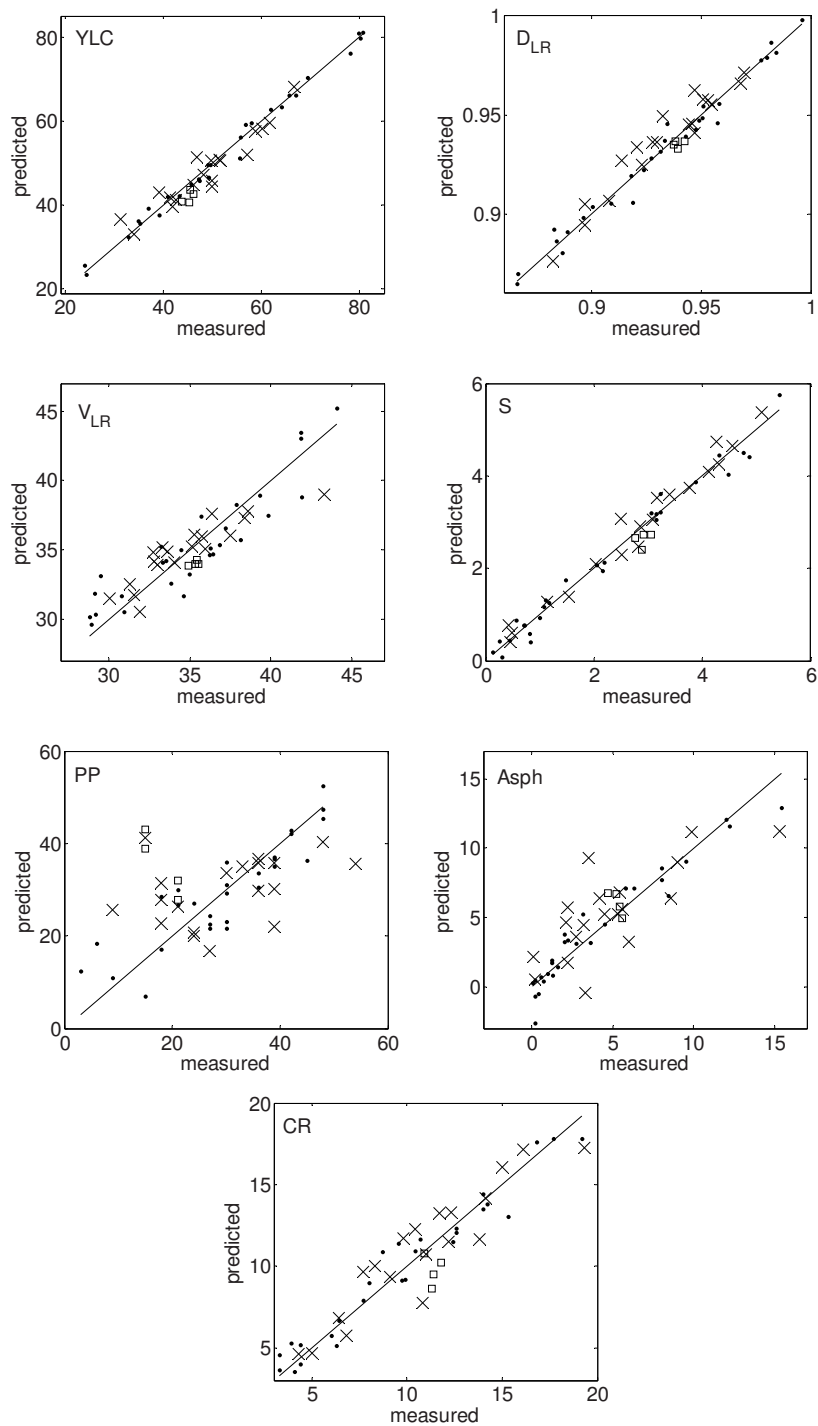 YLC
predicted
80
60
40
20
20 40 60 80
measured
D_LR
predicted
1
0.95
0.9
0.9 0.95 1
measured
V_LR
predicted
45
40
35
30
30 35 40 45
measured
S
predicted
6
4
2
0
0 2 4 6
measured
PP
predicted
60
40
20
0
0 20 40 60
measured
Asph
predicted
15
10
5
0
0 5 10 15
measured
CR
predicted
20
15
10
5
5 10 15 20
measured